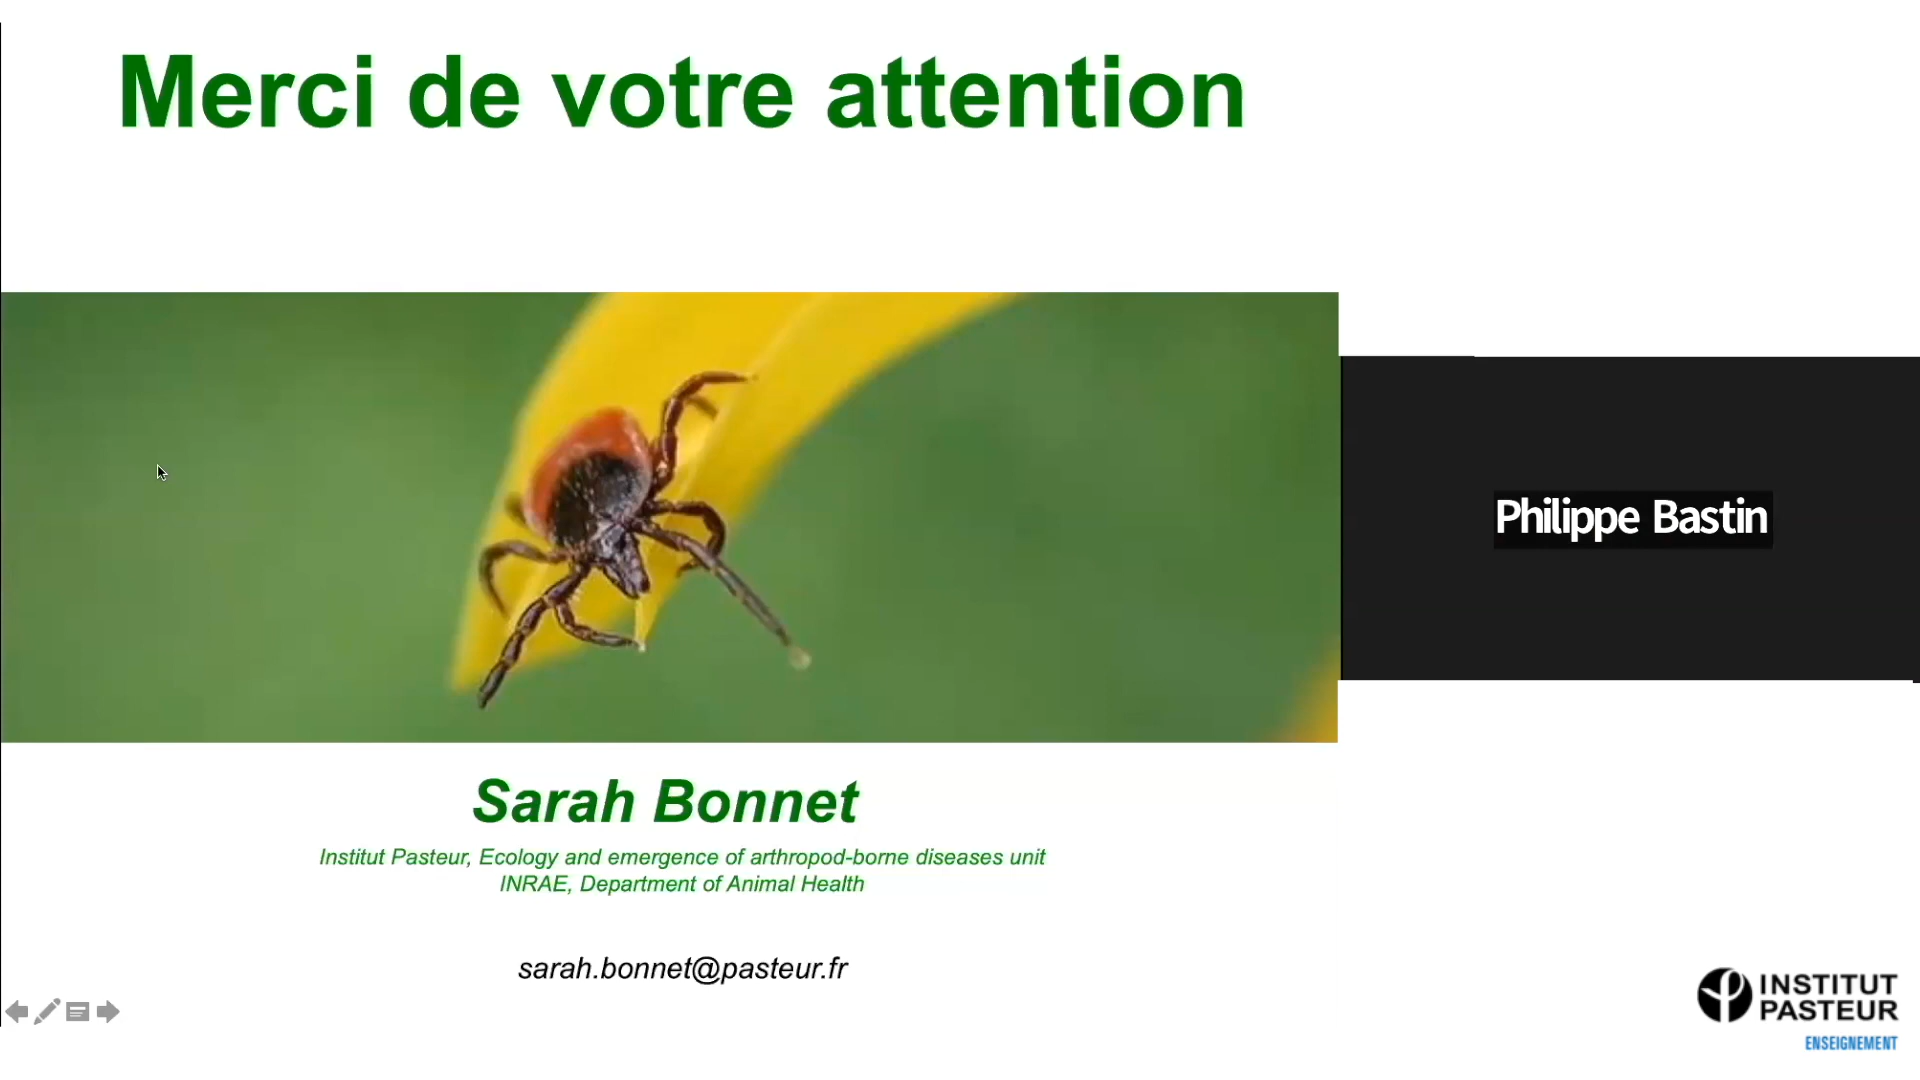 Merci de votre attention
Philippe Bastin
Sarah Bonnet
Institut Pasteur, Ecology and emergence of arthropod-borne diseases unit
INRAE, Department of Animal Health
sarah.bonnet@pasteur.fr
INSTITUT
PASTEUR
ENSEIGNEMENT